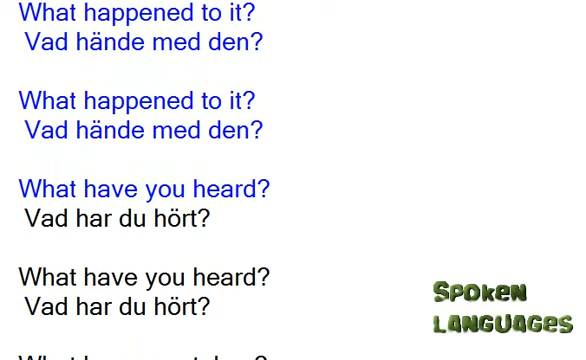 What happened to it?
Vad hände med den?
What happened to it?
Vad hände med den?
What have you heard?
Vad har du hört?
What have you heard?
Vad har du hört?
SPOKEN
LANGUAGES